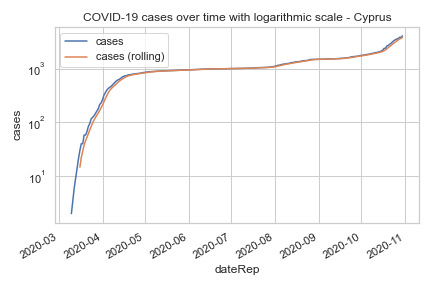 COVID-19 cases over time with logarithmic scale - Cyprus
cases
cases (rolling)
10³
10²
10¹
cases
2020-03
2020-04
2020-05
2020-06
2020-07
2020-08
2020-09
2020-10
2020-11
dateRep